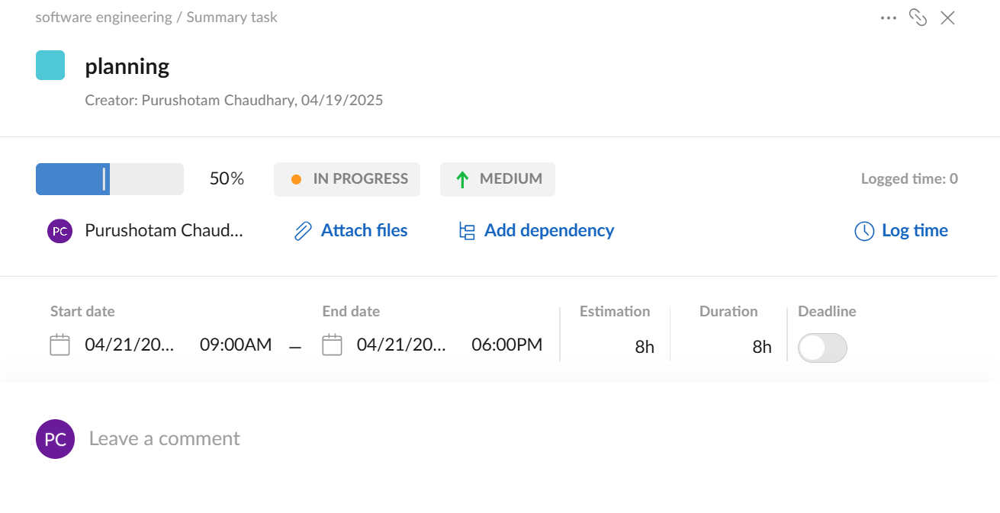 software engineering / Summary task
planning
Creator: Purushotam Chaudhary, 04/19/2025
50% IN PROGRESS MEDIUM Logged time: 0
PC Purushotam Chaud... Attach files Add dependency Log time
Start date End date Estimation Duration Deadline
04/21/20... 09:00AM – 04/21/20... 06:00PM 8h 8h
PC Leave a comment